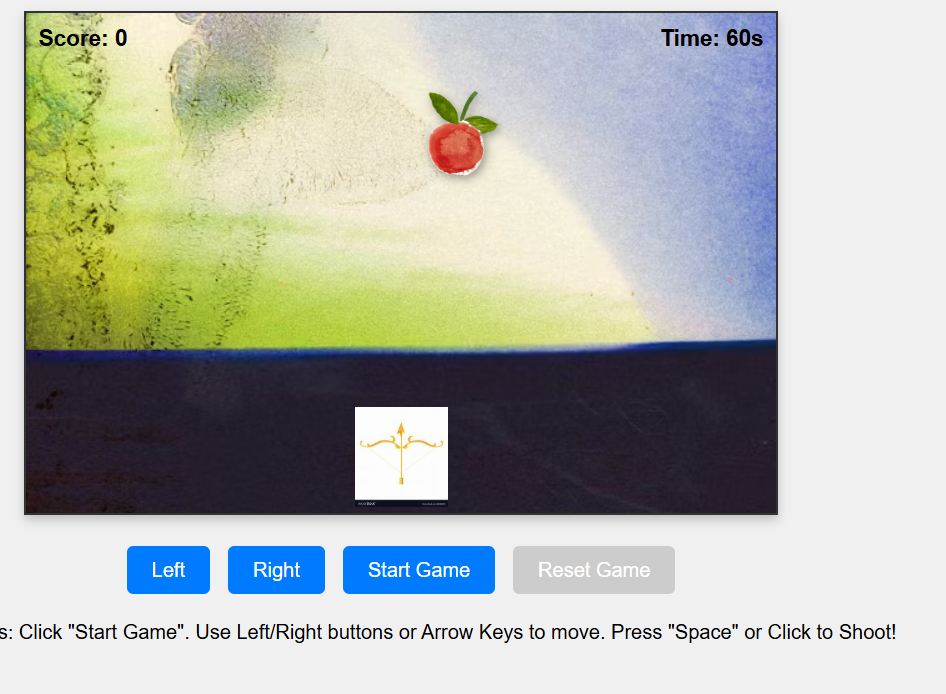 Score: 0 Time: 60s
Left Right Start Game Reset Game
s: Click "Start Game". Use Left/Right buttons or Arrow Keys to move. Press "Space" or Click to Shoot!